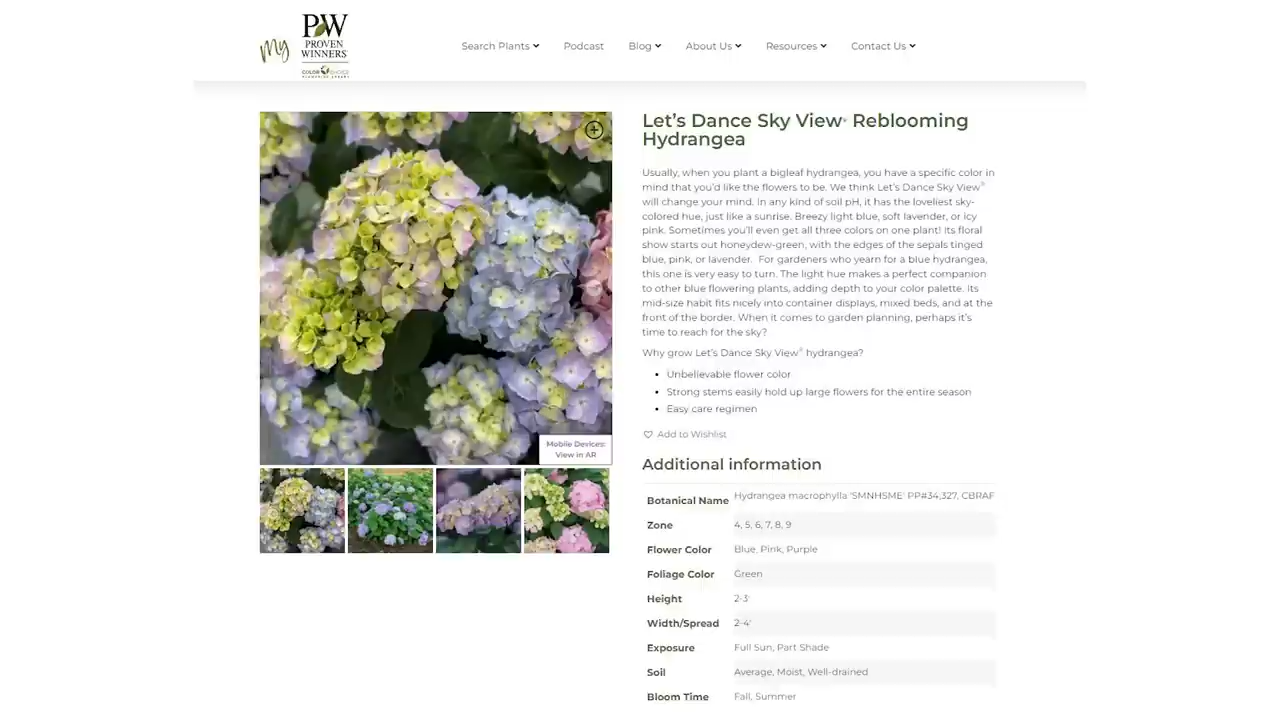 my
PW
PROVEN
WINNERS
COLOR CHOICE
Search Plants
Podcast
Blog
About Us
Resources
Contact Us
Mobile Devices:
View in AR
Let's Dance Sky View® Reblooming
Hydrangea
Usually, when you plant a bigleaf hydrangea, you have a specific color in
mind that you'd like the flowers to be. We think Let's Dance Sky View®
will change your mind. In any kind of soil pH, it has the loveliest sky-
colored hue, just like a sunrise. Breezy light blue, soft lavender, or icy
pink. Sometimes you'll even get all three colors on one plant! Its floral
show starts out honeydew-green, with the edges of the sepals tinged
blue, pink, or lavender. For gardeners who yearn for a blue hydrangea,
this one is very easy to turn. The light hue makes a perfect companion
to other blue flowering plants, adding depth to your color palette. Its
mid-size habit fits nicely into container displays, mixed beds, and at the
front of the border. When it comes to garden planning, perhaps it's
time to reach for the sky?
Why grow Let's Dance Sky View® hydrangea?
• Unbelievable flower color
• Strong stems easily hold up large flowers for the entire season
• Easy care regimen
Add to Wishlist
Additional information
Botanical Name Hydrangea macrophylla 'SMNHSME' PP#34,327, CBRAF
Zone 4, 5, 6, 7, 8, 9
Flower Color Blue, Pink, Purple
Foliage Color Green
Height 2-3'
Width/Spread 2-4'
Exposure Full Sun, Part Shade
Soil Average, Moist, Well-drained
Bloom Time Fall, Summer